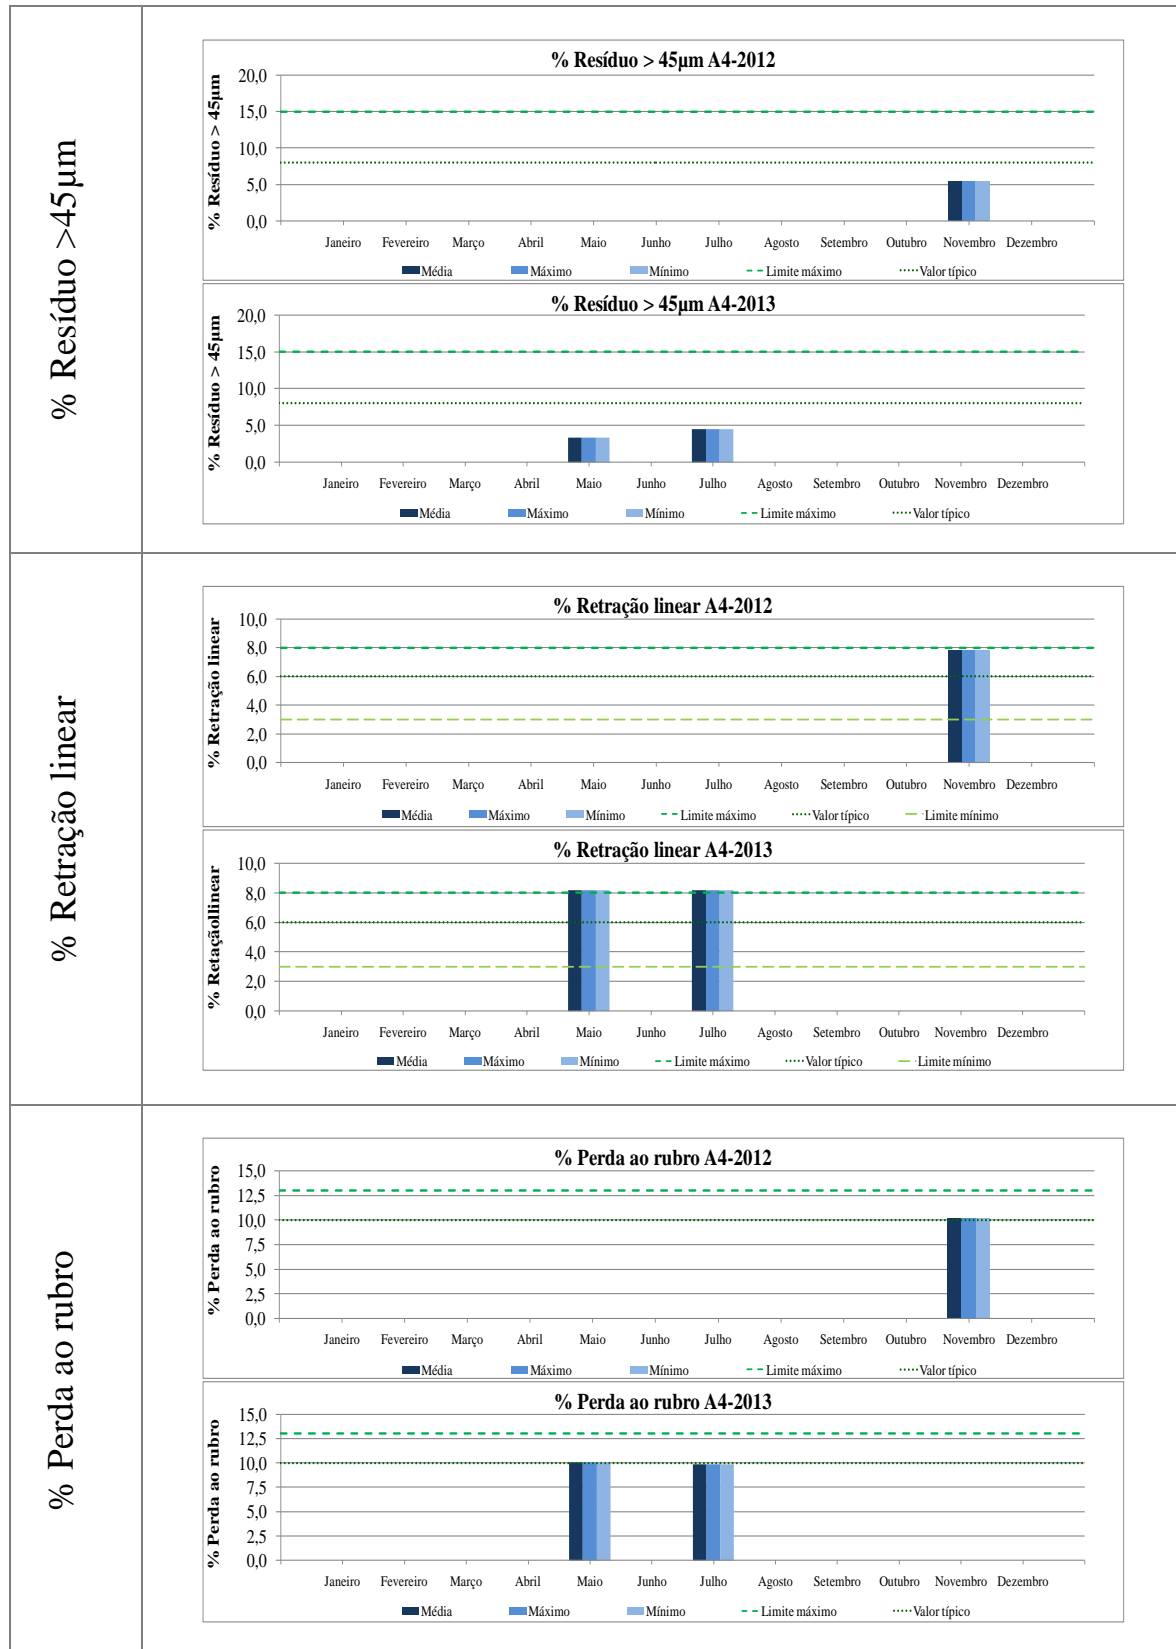 % Resíduo >45µm
% Resíduo > 45µm A4-2012
% Resíduo > 45µm
20,0
15,0
10,0
5,0
0,0
Janeiro Fevereiro Março Abril Maio Junho Julho Agosto Setembro Outubro Novembro Dezembro
Média Máximo Mínimo Limite máximo Valor típico
% Resíduo > 45µm A4-2013
% Resíduo > 45µm
20,0
15,0
10,0
5,0
0,0
Janeiro Fevereiro Março Abril Maio Junho Julho Agosto Setembro Outubro Novembro Dezembro
Média Máximo Mínimo Limite máximo Valor típico
% Retração linear
% Retração linear A4-2012
% Retração linear
10,0
8,0
6,0
4,0
2,0
0,0
Janeiro Fevereiro Março Abril Maio Junho Julho Agosto Setembro Outubro Novembro Dezembro
Média Máximo Mínimo Limite máximo Valor típico Limite mínimo
% Retração linear A4-2013
% Retaçãollinear
10,0
8,0
6,0
4,0
2,0
0,0
Janeiro Fevereiro Março Abril Maio Junho Julho Agosto Setembro Outubro Novembro Dezembro
Média Máximo Mínimo Limite máximo Valor típico Limite mínimo
% Perda ao rubro
% Perda ao rubro A4-2012
% Perda ao rubro
15,0
12,5
10,0
7,5
5,0
2,5
0,0
Janeiro Fevereiro Março Abril Maio Junho Julho Agosto Setembro Outubro Novembro Dezembro
Média Máximo Mínimo Limite máximo Valor típico
% Perda ao rubro A4-2013
% Perda ao rubro
15,0
12,5
10,0
7,5
5,0
2,5
0,0
Janeiro Fevereiro Março Abril Maio Junho Julho Agosto Setembro Outubro Novembro Dezembro
Média Máximo Mínimo Limite máximo Valor típico